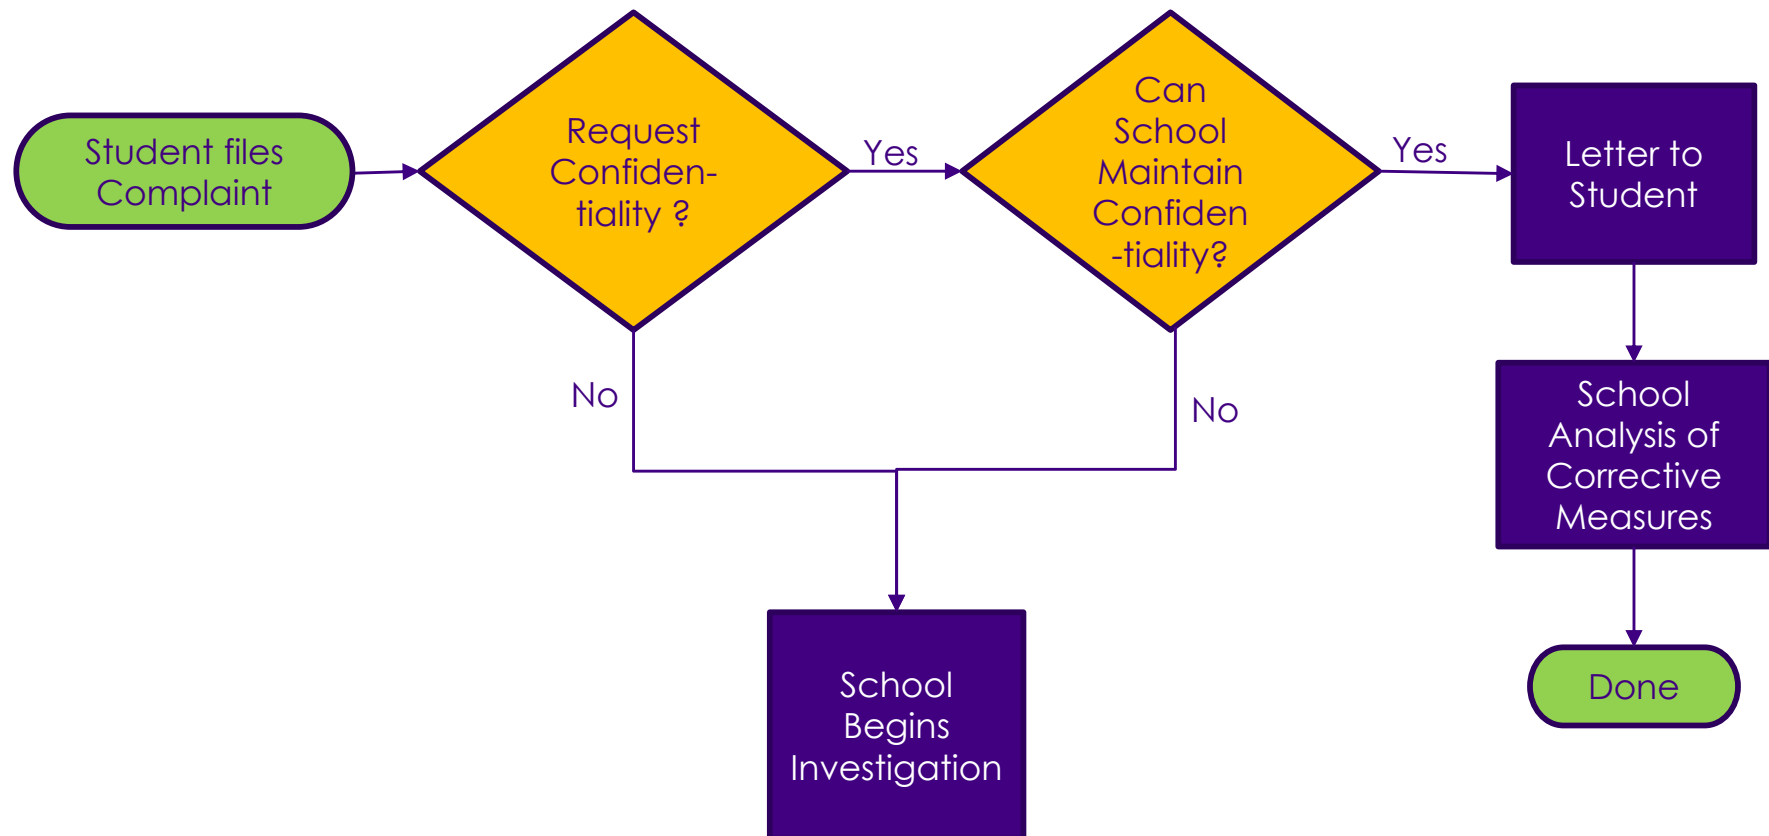 Student files
Complaint
Request
Confiden-
tiality ?
Yes
Can
School
Maintain
Confiden
-tiality?
Yes
Letter to
Student
No
No
School
Analysis of
Corrective
Measures
School
Begins
Investigation
Done